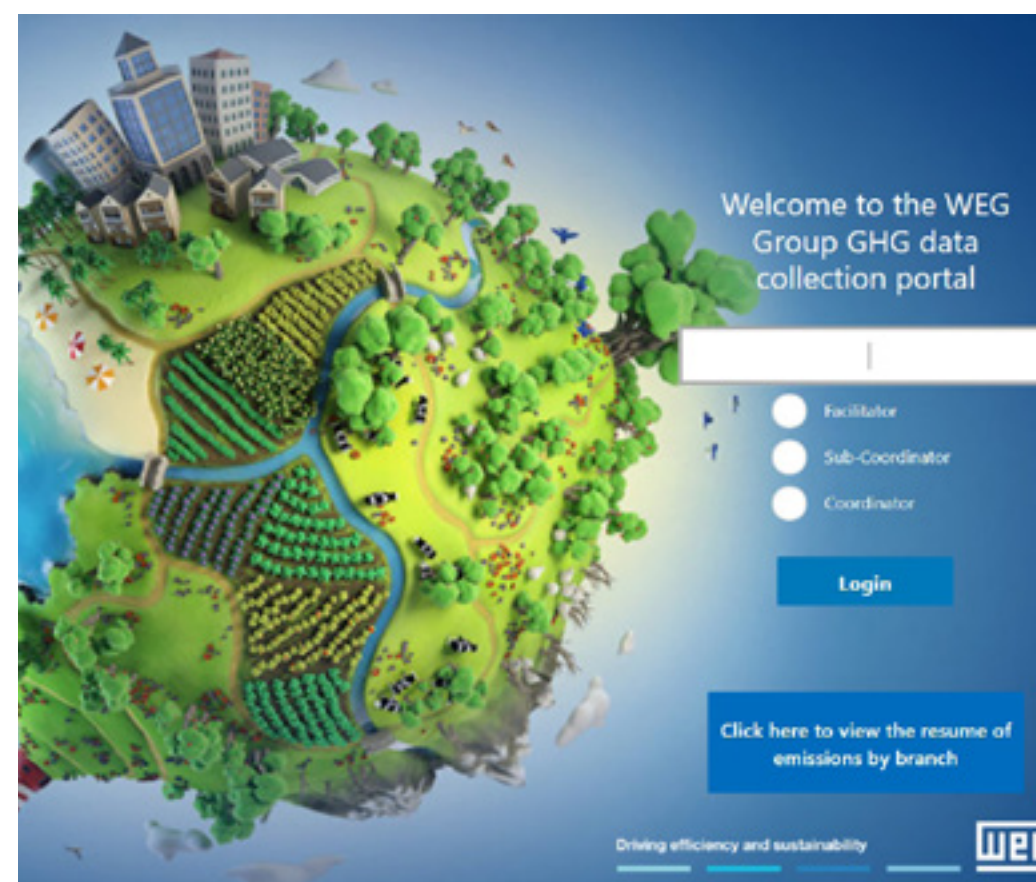 Welcome to the WEG
Group GHG data
collection portal
Facilitator
Sub-Coordinator
Coordinator
Login
Click here to view the resume of
emissions by branch
Driving efficiency and sustainability